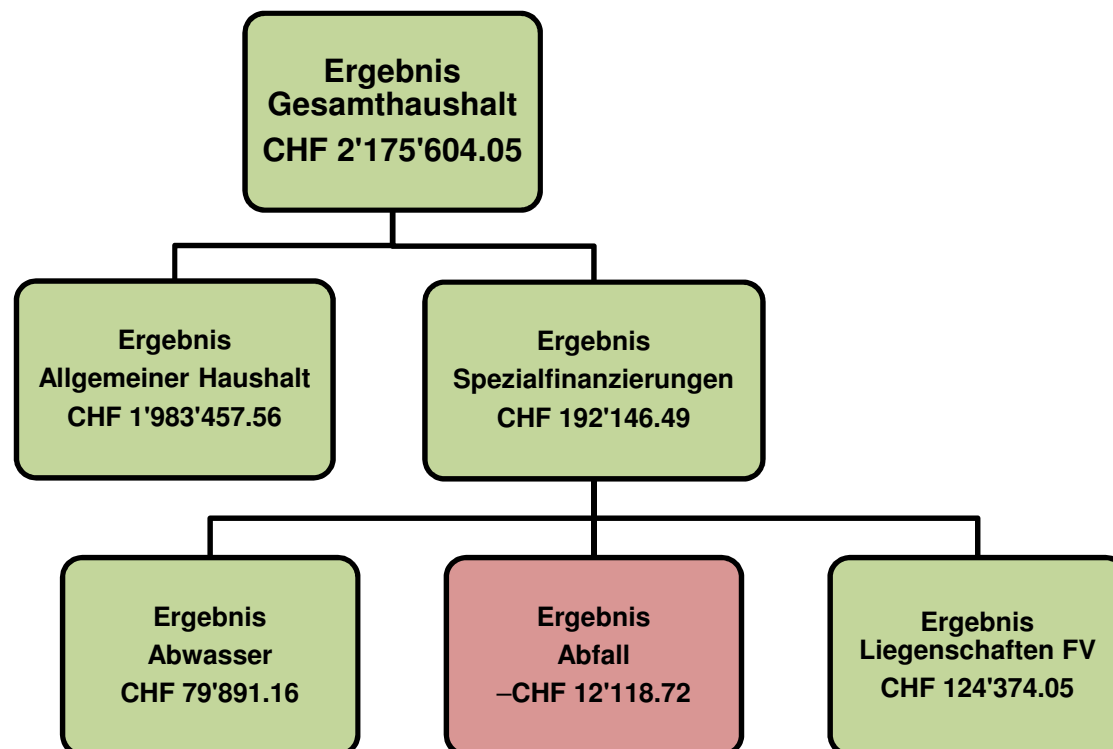 Ergebnis
Gesamthaushalt
CHF 2'175'604.05
Ergebnis
Allgemeiner Haushalt
CHF 1'983'457.56
Ergebnis
Spezialfinanzierungen
CHF 192'146.49
Ergebnis
Abwasser
CHF 79'891.16
Ergebnis
Abfall
–CHF 12'118.72
Ergebnis
Liegenschaften FV
CHF 124'374.05